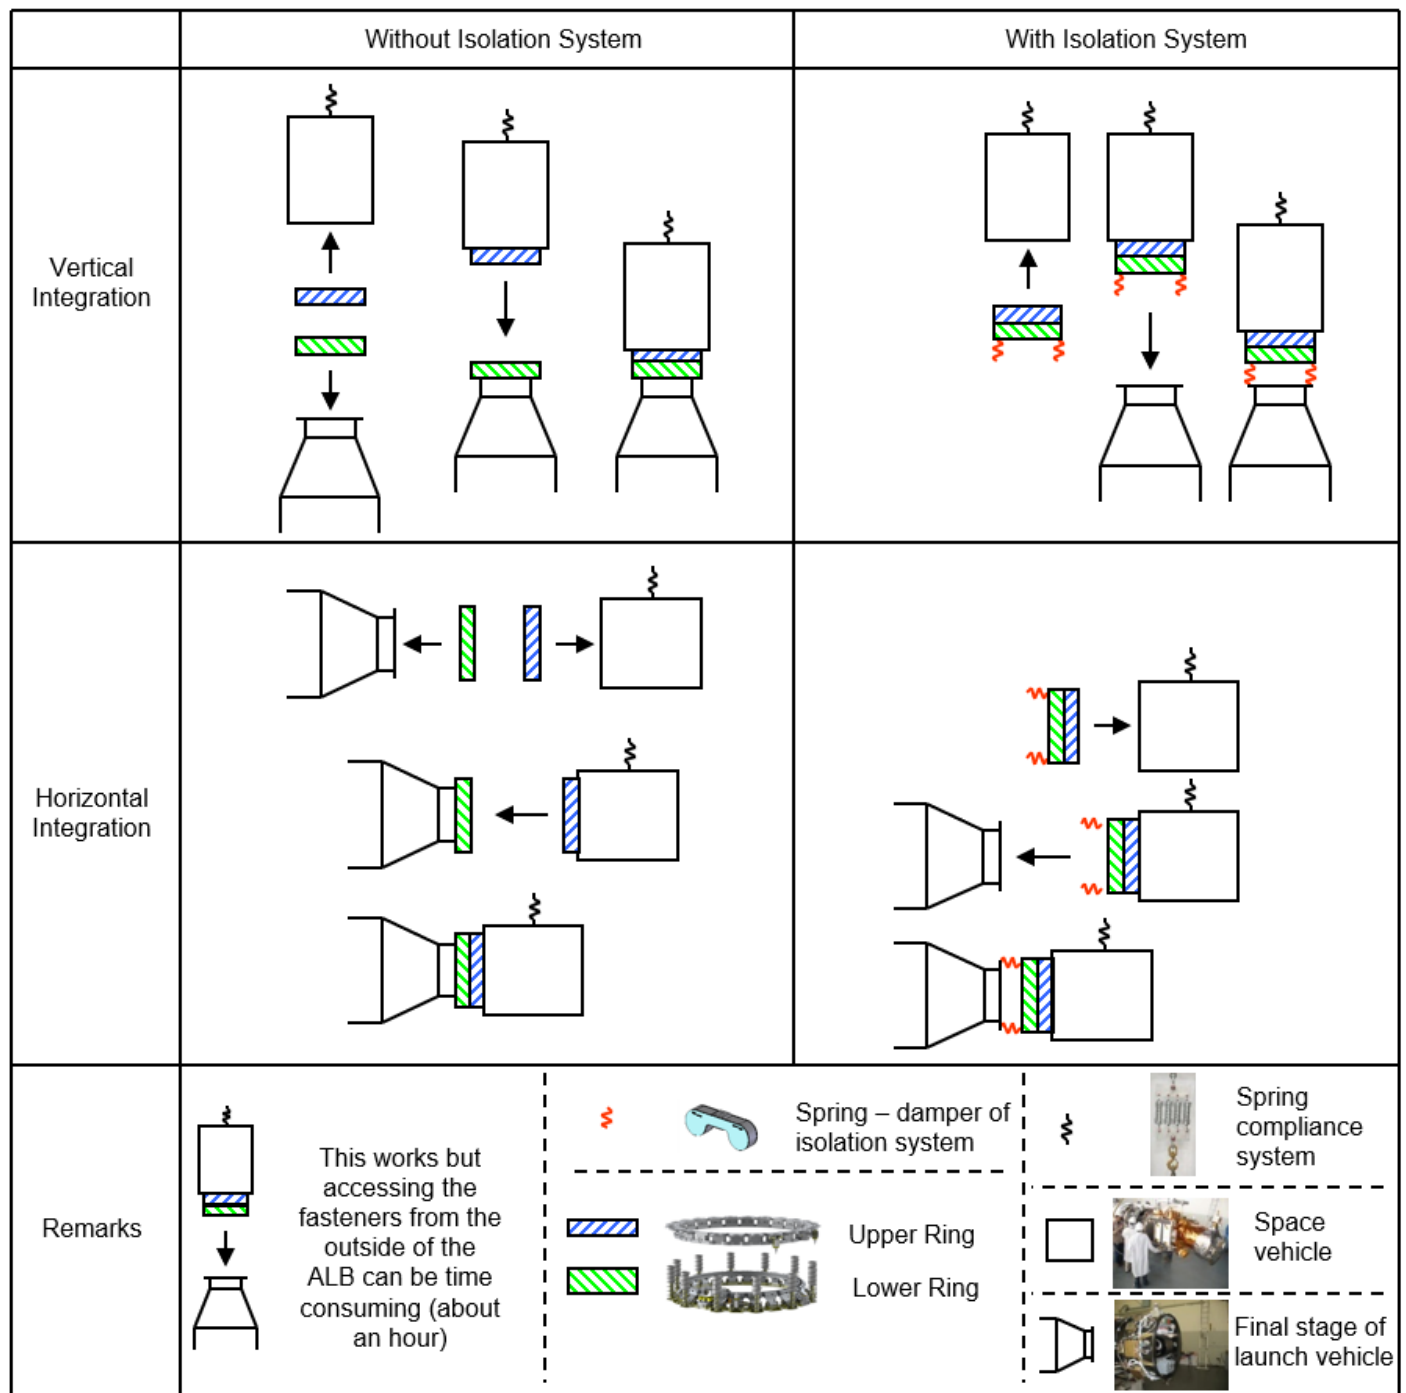 Without Isolation System
With Isolation System
Vertical
Integration
Horizontal
Integration
Remarks
This works but
accessing the
fasteners from the
outside of the
ALB can be time
consuming (about
an hour)
Spring – damper of
isolation system
Upper Ring
Lower Ring
Spring
compliance
system
Space
vehicle
Final stage of
launch vehicle